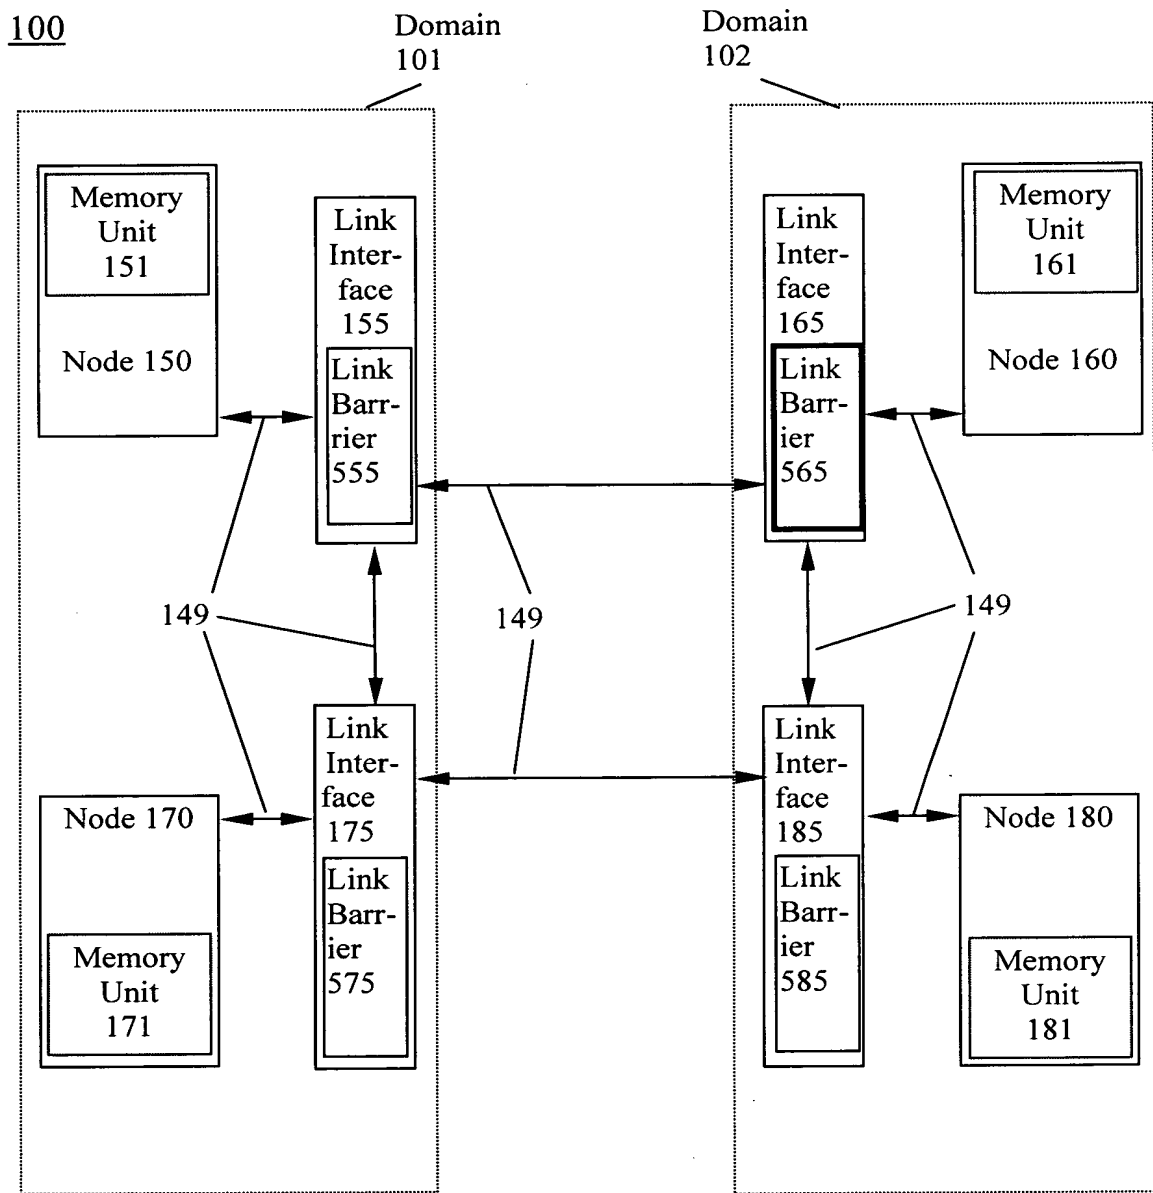 100
Domain
101
Domain
102
Memory
Unit
151
Node 150
Link
Inter-
face
155
Link
Barr-
rier
555
Link
Inter-
face
165
Link
Barr-
ier
565
Memory
Unit
161
Node 160
149
149
149
Link
Inter-
face
175
Link
Barr-
ier
575
Node 170
Memory
Unit
171
Link
Inter-
face
185
Link
Barr-
ier
585
Node 180
Memory
Unit
181